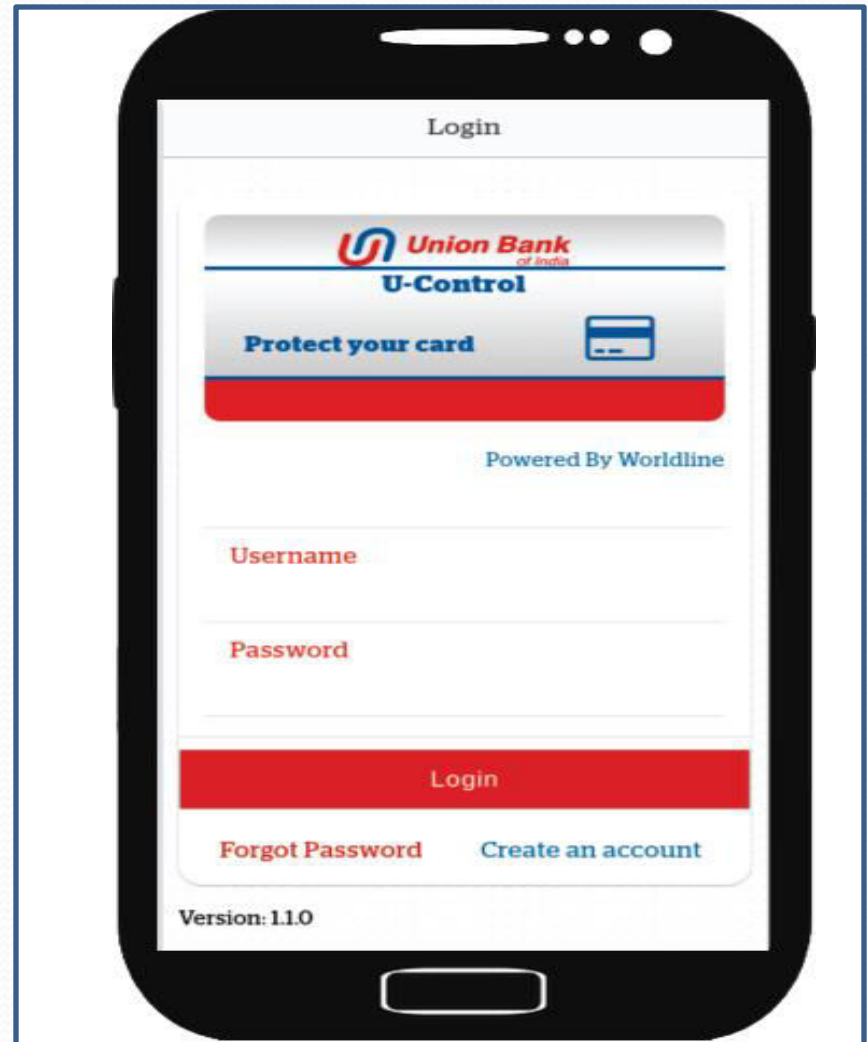 Login
Union Bank
of India
U-Control
Protect your card
Powered By Worldline
Username
Password
Login
Forgot Password Create an account
Version: 1.1.0